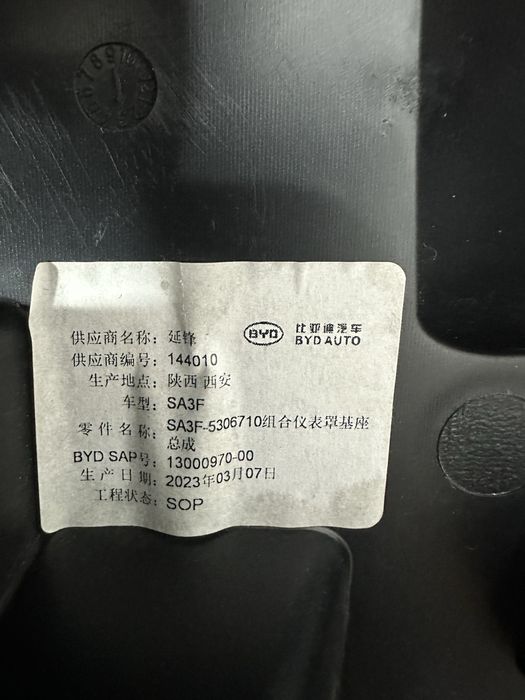 BYD 比亚迪汽车
BYD AUTO
供应商名称：延锋
供应商编号：144010
生产地点：陕西 西安
车型：SA3F
零件名称：SA3F-5306710组合仪表罩基座
总成
BYD SAP号：13000970-00
生产日期：2023年03月07日
工程状态：SOP